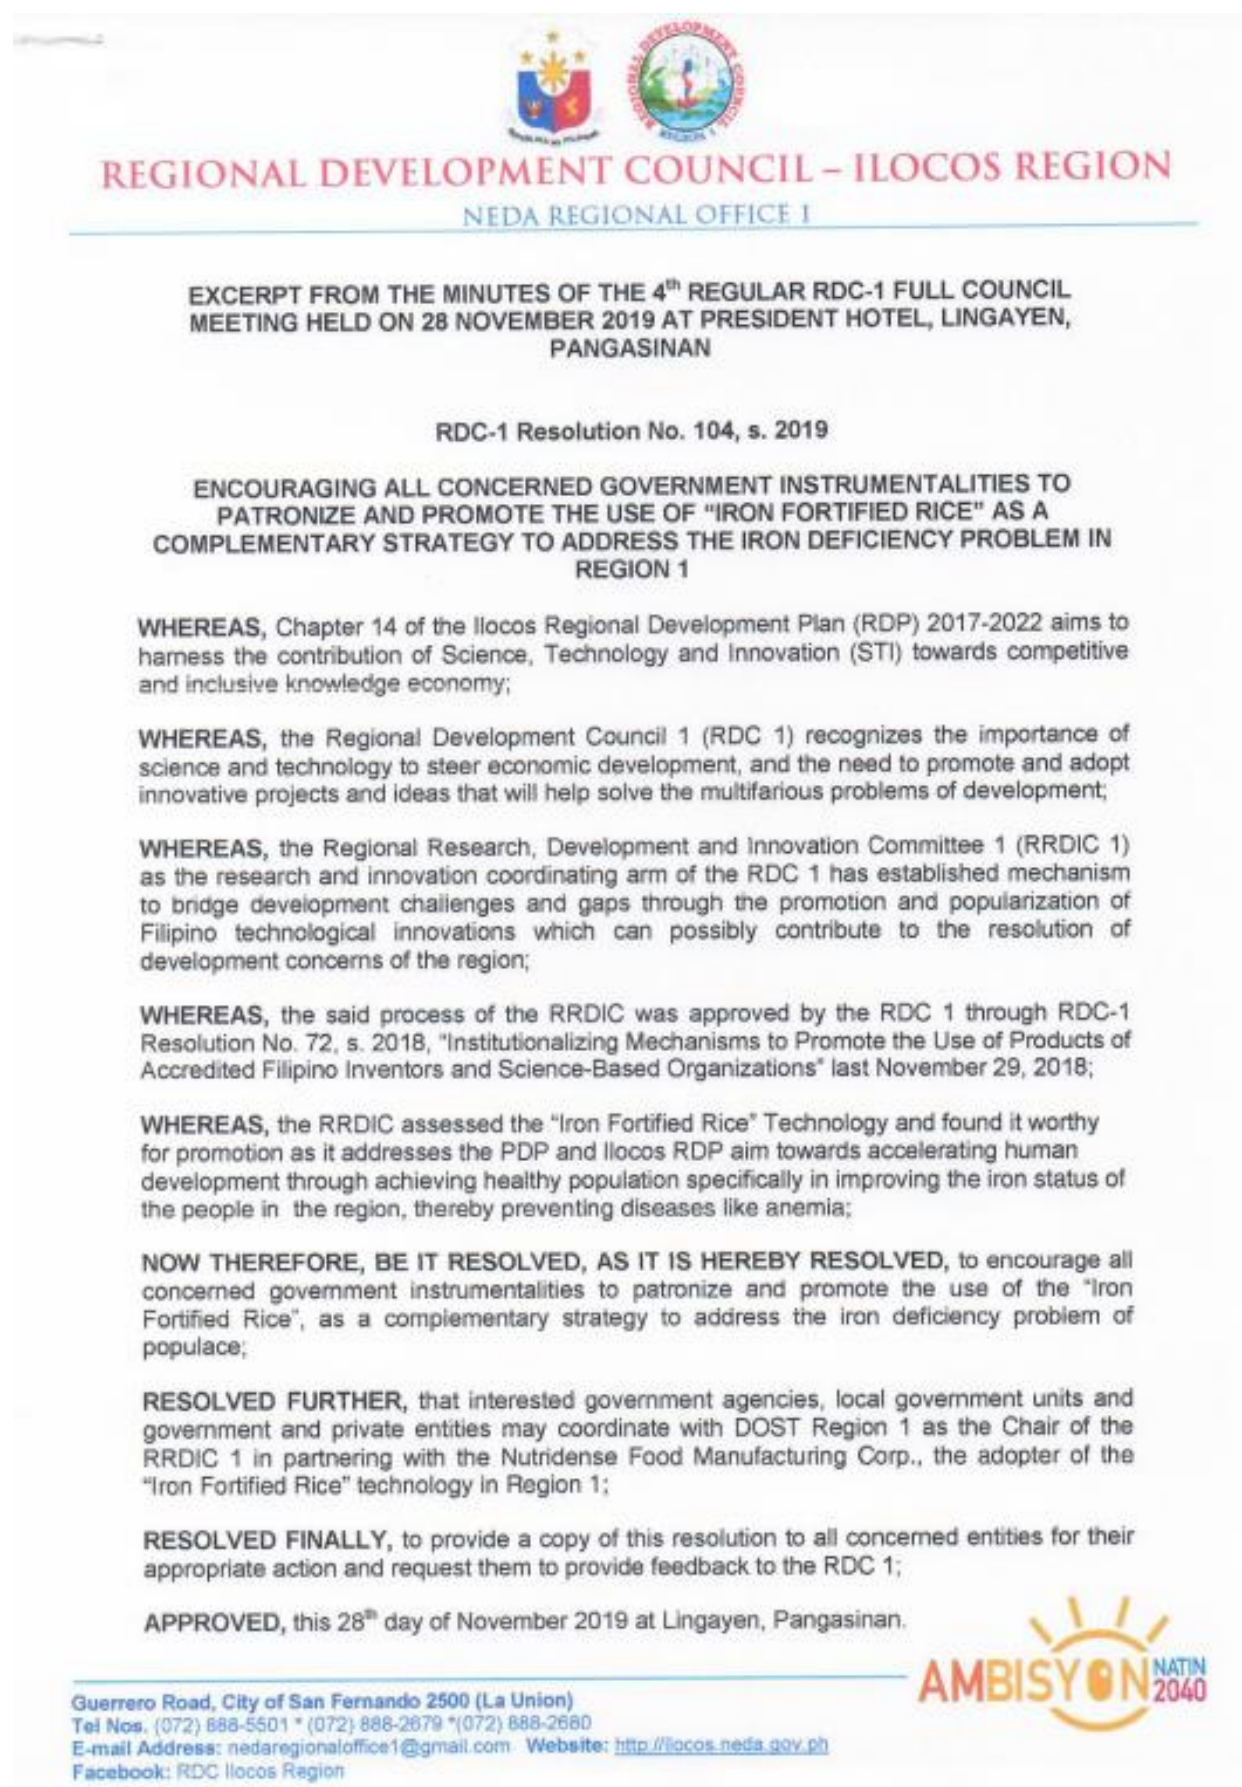 REGIONAL DEVELOPMENT COUNCIL
REGION 1
REGIONAL DEVELOPMENT COUNCIL – ILOCOS REGION
NEDA REGIONAL OFFICE I
EXCERPT FROM THE MINUTES OF THE 4th REGULAR RDC-1 FULL COUNCIL
MEETING HELD ON 28 NOVEMBER 2019 AT PRESIDENT HOTEL, LINGAYEN,
PANGASINAN
RDC-1 Resolution No. 104, s. 2019
ENCOURAGING ALL CONCERNED GOVERNMENT INSTRUMENTALITIES TO
PATRONIZE AND PROMOTE THE USE OF "IRON FORTIFIED RICE" AS A
COMPLEMENTARY STRATEGY TO ADDRESS THE IRON DEFICIENCY PROBLEM IN
REGION 1
WHEREAS, Chapter 14 of the Ilocos Regional Development Plan (RDP) 2017-2022 aims to
harness the contribution of Science, Technology and Innovation (STI) towards competitive
and inclusive knowledge economy;
WHEREAS, the Regional Development Council 1 (RDC 1) recognizes the importance of
science and technology to steer economic development, and the need to promote and adopt
innovative projects and ideas that will help solve the multifarious problems of development;
WHEREAS, the Regional Research, Development and Innovation Committee 1 (RRDIC 1)
as the research and innovation coordinating arm of the RDC 1 has established mechanism
to bridge development challenges and gaps through the promotion and popularization of
Filipino technological innovations which can possibly contribute to the resolution of
development concerns of the region;
WHEREAS, the said process of the RRDIC was approved by the RDC 1 through RDC-1
Resolution No. 72, s. 2018, "Institutionalizing Mechanisms to Promote the Use of Products of
Accredited Filipino Inventors and Science-Based Organizations" last November 29, 2018;
WHEREAS, the RRDIC assessed the "Iron Fortified Rice" Technology and found it worthy
for promotion as it addresses the PDP and Ilocos RDP aim towards accelerating human
development through achieving healthy population specifically in improving the iron status of
the people in the region, thereby preventing diseases like anemia;
NOW THEREFORE, BE IT RESOLVED, AS IT IS HEREBY RESOLVED, to encourage all
concerned government instrumentalities to patronize and promote the use of the "Iron
Fortified Rice", as a complementary strategy to address the iron deficiency problem of
populace;
RESOLVED FURTHER, that interested government agencies, local government units and
government and private entities may coordinate with DOST Region 1 as the Chair of the
RRDIC 1 in partnering with the Nutridense Food Manufacturing Corp., the adopter of the
"Iron Fortified Rice" technology in Region 1;
RESOLVED FINALLY, to provide a copy of this resolution to all concerned entities for their
appropriate action and request them to provide feedback to the RDC 1;
APPROVED, this 28th day of November 2019 at Lingayen, Pangasinan.
AMBISYON NATIN
2040
Guerrero Road, City of San Fernando 2500 (La Union)
Tel Nos. (072) 888-5501 * (072) 888-2679 *(072) 888-2680
E-mail Address: nedaregionaloffice1@gmail.com Website: http://ilocos.neda.gov.ph
Facebook: RDC Ilocos Region